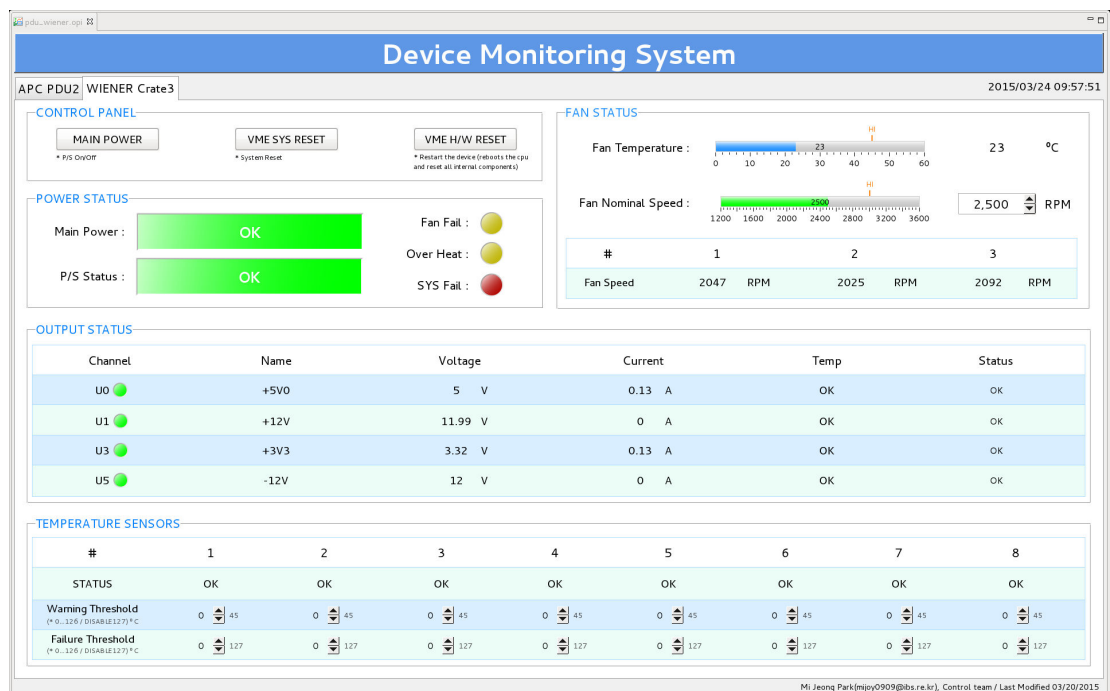 pdu_wiener.opi
Device Monitoring System
APC PDU2 WIENER Crate3 2015/03/24 09:57:51
CONTROL PANEL
MAIN POWER VME SYS RESET VME H/W RESET
* P/S On/Off * System Reset * Restart the device (reboots the cpu
and reset all internal components)
FAN STATUS
HI
Fan Temperature : 23 23 °C
0 10 20 30 40 50 60
HI
Fan Nominal Speed : 2500 2,500 RPM
1200 1600 2000 2400 2800 3200 3600
# 1 2 3
Fan Speed 2047 RPM 2025 RPM 2092 RPM
POWER STATUS
Main Power : OK Fan Fail :
Over Heat :
P/S Status : OK SYS Fail :
OUTPUT STATUS
Channel Name Voltage Current Temp Status
U0 +5V0 5 V 0.13 A OK OK
U1 +12V 11.99 V 0 A OK OK
U3 +3V3 3.32 V 0.13 A OK OK
U5 -12V 12 V 0 A OK OK
TEMPERATURE SENSORS
# 1 2 3 4 5 6 7 8
STATUS OK OK OK OK OK OK OK OK
Warning Threshold 0 45 0 45 0 45 0 45 0 45 0 45 0 45 0 45
(* 0...126 / DISABLE127) °C
Failure Threshold 0 127 0 127 0 127 0 127 0 127 0 127 0 127 0 127
(* 0...126 / DISABLE127) °C
Mi Jeong Park(mijoy0909@ibs.re.kr), Control team / Last Modified 03/20/2015